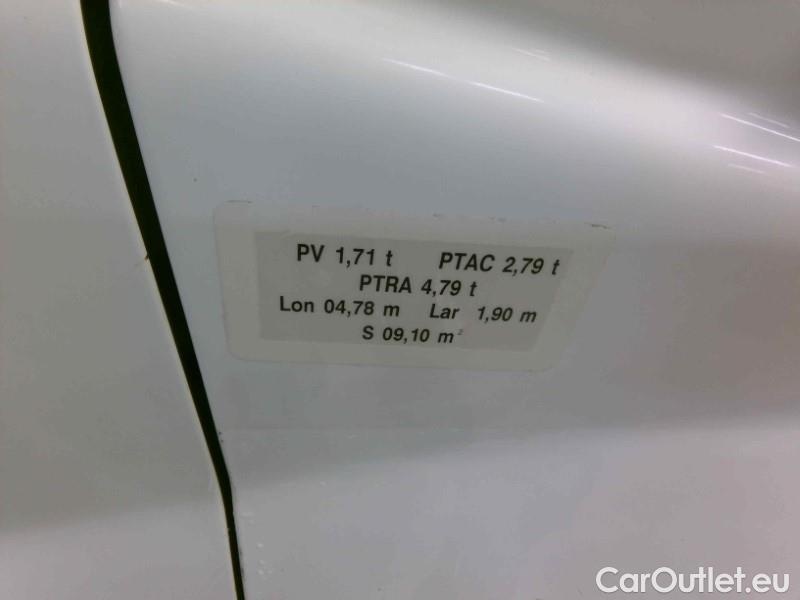 PV 1,71 t PTAC 2,79 t
PTRA 4,79 t
Lon 04,78 m Lar 1,90 m
S 09,10 m²
CarOutlet.eu